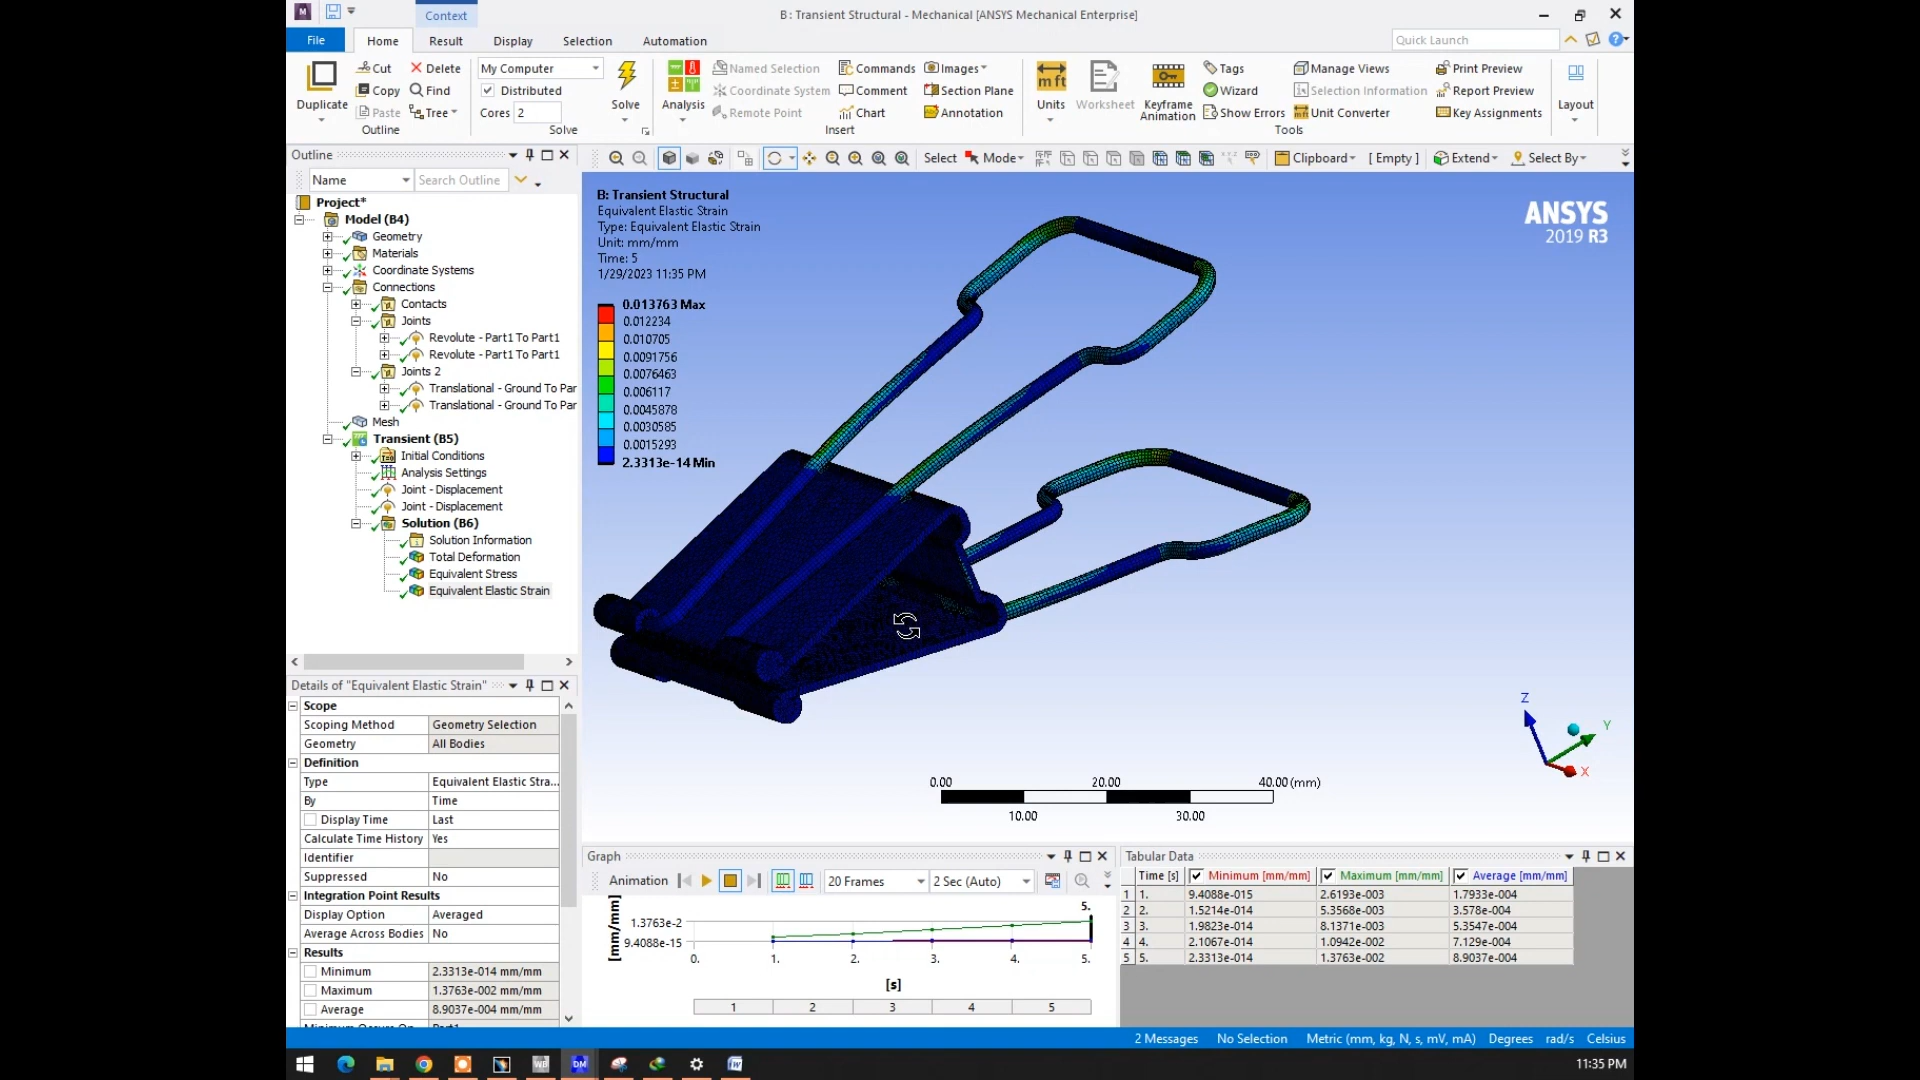 Context
B : Transient Structural - Mechanical [ANSYS Mechanical Enterprise]
File Home Result Display Selection Automation
Quick Launch
Duplicate Cut Copy Paste Delete Find Tree
Outline
My Computer
Distributed
Cores 2
Solve
Solve
Analysis
Named Selection
Coordinate System
Remote Point
Commands
Comment
Chart
Images
Section Plane
Annotation
Insert
Units
Worksheet
Keyframe Animation
Tags
Wizard
Show Errors
Manage Views
Selection Information
Unit Converter
Print Preview
Report Preview
Key Assignments
Tools
Layout
Outline
Name Search Outline
Select Mode Clipboard [ Empty ] Extend Select By
Project*
Model (B4)
Geometry
Materials
Coordinate Systems
Connections
Contacts
Joints
Revolute - Part1 To Part1
Revolute - Part1 To Part1
Joints 2
Translational - Ground To Par
Translational - Ground To Par
Mesh
Transient (B5)
Initial Conditions
Analysis Settings
Joint - Displacement
Joint - Displacement
Solution (B6)
Solution Information
Total Deformation
Equivalent Stress
Equivalent Elastic Strain
Details of "Equivalent Elastic Strain"
Scope
Scoping Method Geometry Selection
Geometry All Bodies
Definition
Type Equivalent Elastic Stra...
By Time
Display Time Last
Calculate Time History Yes
Identifier
Suppressed No
Integration Point Results
Display Option Averaged
Average Across Bodies No
Results
Minimum 2.3313e-014 mm/mm
Maximum 1.3763e-002 mm/mm
Average 8.9037e-004 mm/mm
B: Transient Structural
Equivalent Elastic Strain
Type: Equivalent Elastic Strain
Unit: mm/mm
Time: 5
1/29/2023 11:35 PM
0.013763 Max
0.012234
0.010705
0.0091756
0.0076463
0.006117
0.0045878
0.0030585
0.0015293
2.3313e-14 Min
ANSYS
2019 R3
Z
Y
X
0.00 20.00 40.00 (mm)
10.00 30.00
Graph
Animation 20 Frames 2 Sec (Auto)
[mm/mm]
5.
1.3763e-2
9.4088e-15
0. 1. 2. 3. 4. 5.
[s]
1 2 3 4 5
Tabular Data
Time [s] Minimum [mm/mm] Maximum [mm/mm] Average [mm/mm]
1 1. 9.4088e-015 2.6193e-003 1.7933e-004
2 2. 1.5214e-014 5.3568e-003 3.578e-004
3 3. 1.9823e-014 8.1371e-003 5.3547e-004
4 4. 2.1067e-014 1.0942e-002 7.129e-004
5 5. 2.3313e-014 1.3763e-002 8.9037e-004
2 Messages No Selection Metric (mm, kg, N, s, mV, mA) Degrees rad/s Celsius
11:35 PM